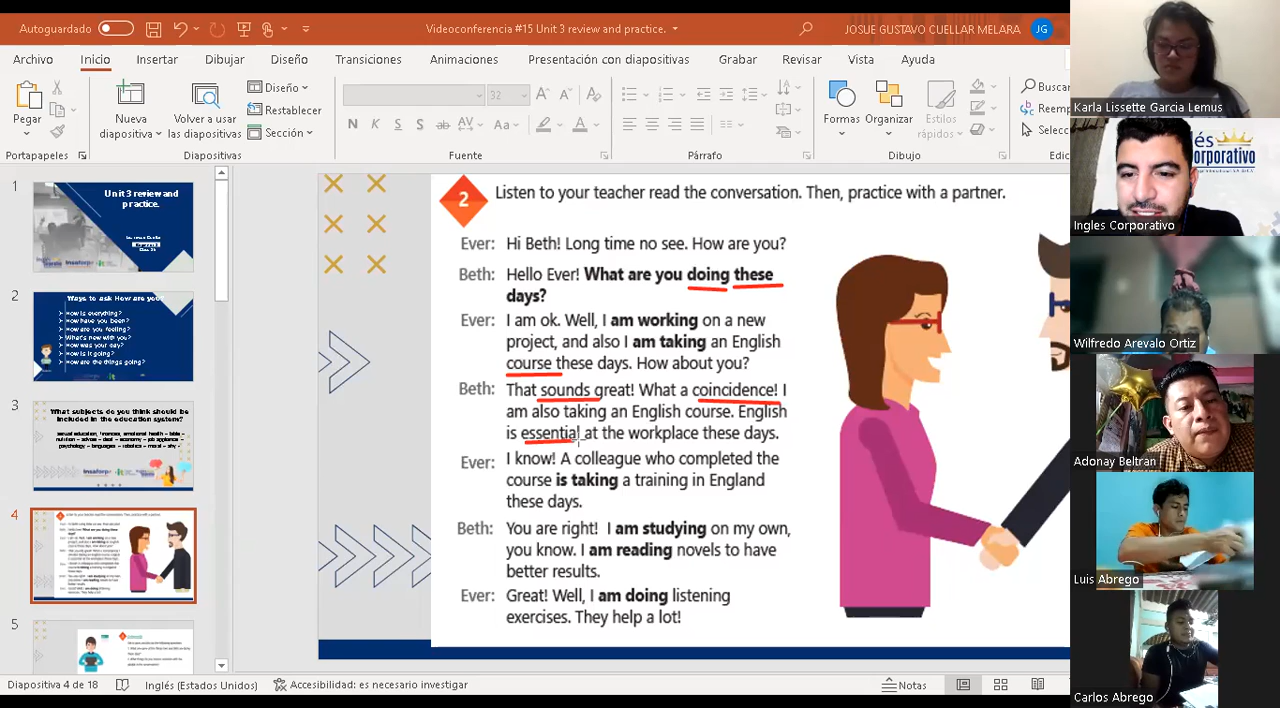 Autoguardado
Videoconferencia #15 Unit 3 review and practice.
JOSUE GUSTAVO CUELLAR MELARA
JG
Archivo
Inicio
Insertar
Dibujar
Diseño
Transiciones
Animaciones
Presentación con diapositivas
Grabar
Revisar
Vista
Ayuda
Pegar
Nueva
diapositiva
Volver a usar
las diapositivas
Diseño
Restablecer
Sección
32
Formas
Organizar
Estilos
rápidos
Buscar
Reemp
Selecc
Portapapeles
Diapositivas
Fuente
Párrafo
Dibujo
Edic
1
Unit 3 review and
practice.
2
Ways to ask How are you?
How is everything?
How have you been?
How are you feeling?
What's new with you?
How was your day?
How is it going?
How are the things going?
3
What subjects do you think should be
included in the education system?
4
5
2
Listen to your teacher read the conversation. Then, practice with a partner.
Ever: Hi Beth! Long time no see. How are you?
Beth: Hello Ever! What are you doing these
days?
Ever: I am ok. Well, I am working on a new
project, and also I am taking an English
course these days. How about you?
Beth: That sounds great! What a coincidence! I
am also taking an English course. English
is essential at the workplace these days.
Ever: I know! A colleague who completed the
course is taking a training in England
these days.
Beth: You are right! I am studying on my own,
you know. I am reading novels to have
better results.
Ever: Great! Well, I am doing listening
exercises. They help a lot!
Karla Lissette Garcia Lemus
és
orporativo
Ingles Corporativo
Wilfredo Arevalo Ortiz
Adonay Beltran
Luis Abrego
Carlos Abrego
Diapositiva 4 de 18
Inglés (Estados Unidos)
Accesibilidad: es necesario investigar
Notas